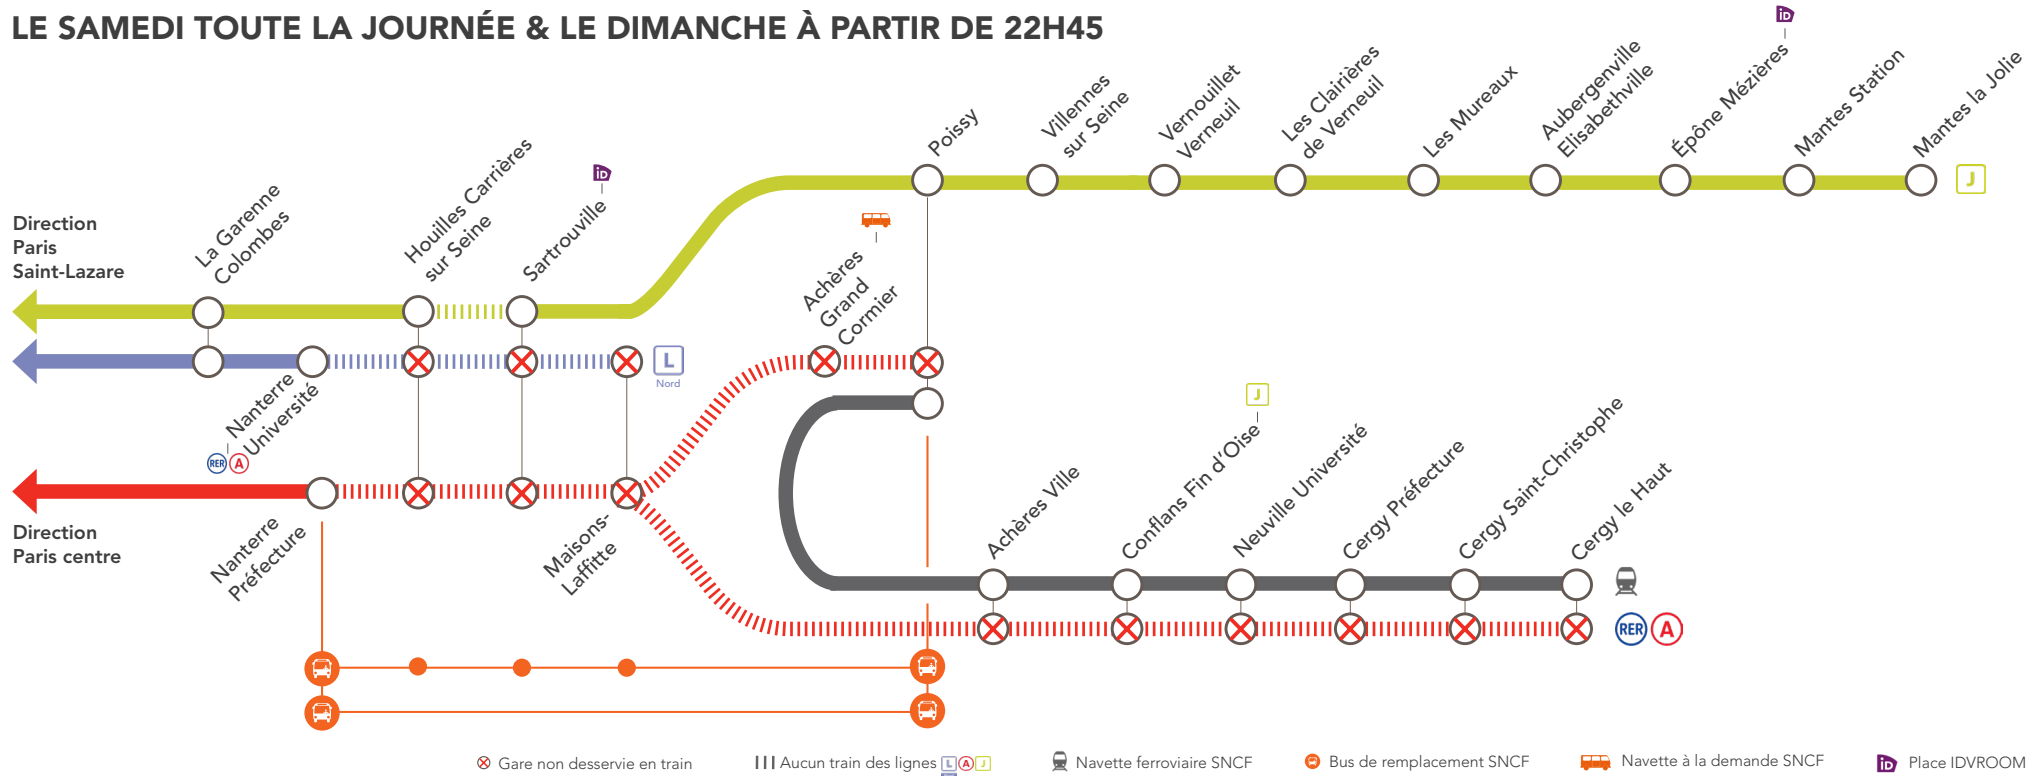 LE SAMEDI TOUTE LA JOURNÉE & LE DIMANCHE À PARTIR DE 22H45
Direction
Paris
Saint-Lazare
La Garenne
Colombes
Houilles Carrières
sur Seine
iD
Sartrouville
Poissy
Villennes
sur Seine
Vernouillet
Verneuil
Les Clairières
de Verneuil
Les Mureaux
Aubergenville
Elisabethville
iD
Épône Mézières
Mantes Station
Mantes la Jolie
J
Achères
Grand
Cormier
L
Nord
Nanterre
Université
RER A
Direction
Paris centre
Nanterre
Préfecture
Maisons-
Laffitte
Achères Ville
J
Conflans Fin d'Oise
Neuville Université
Cergy Préfecture
Cergy Saint-Christophe
Cergy le Haut
RER A
Gare non desservie en train
Aucun train des lignes L A J
Navette ferroviaire SNCF
Bus de remplacement SNCF
Navette à la demande SNCF
iD Place IDVROOM